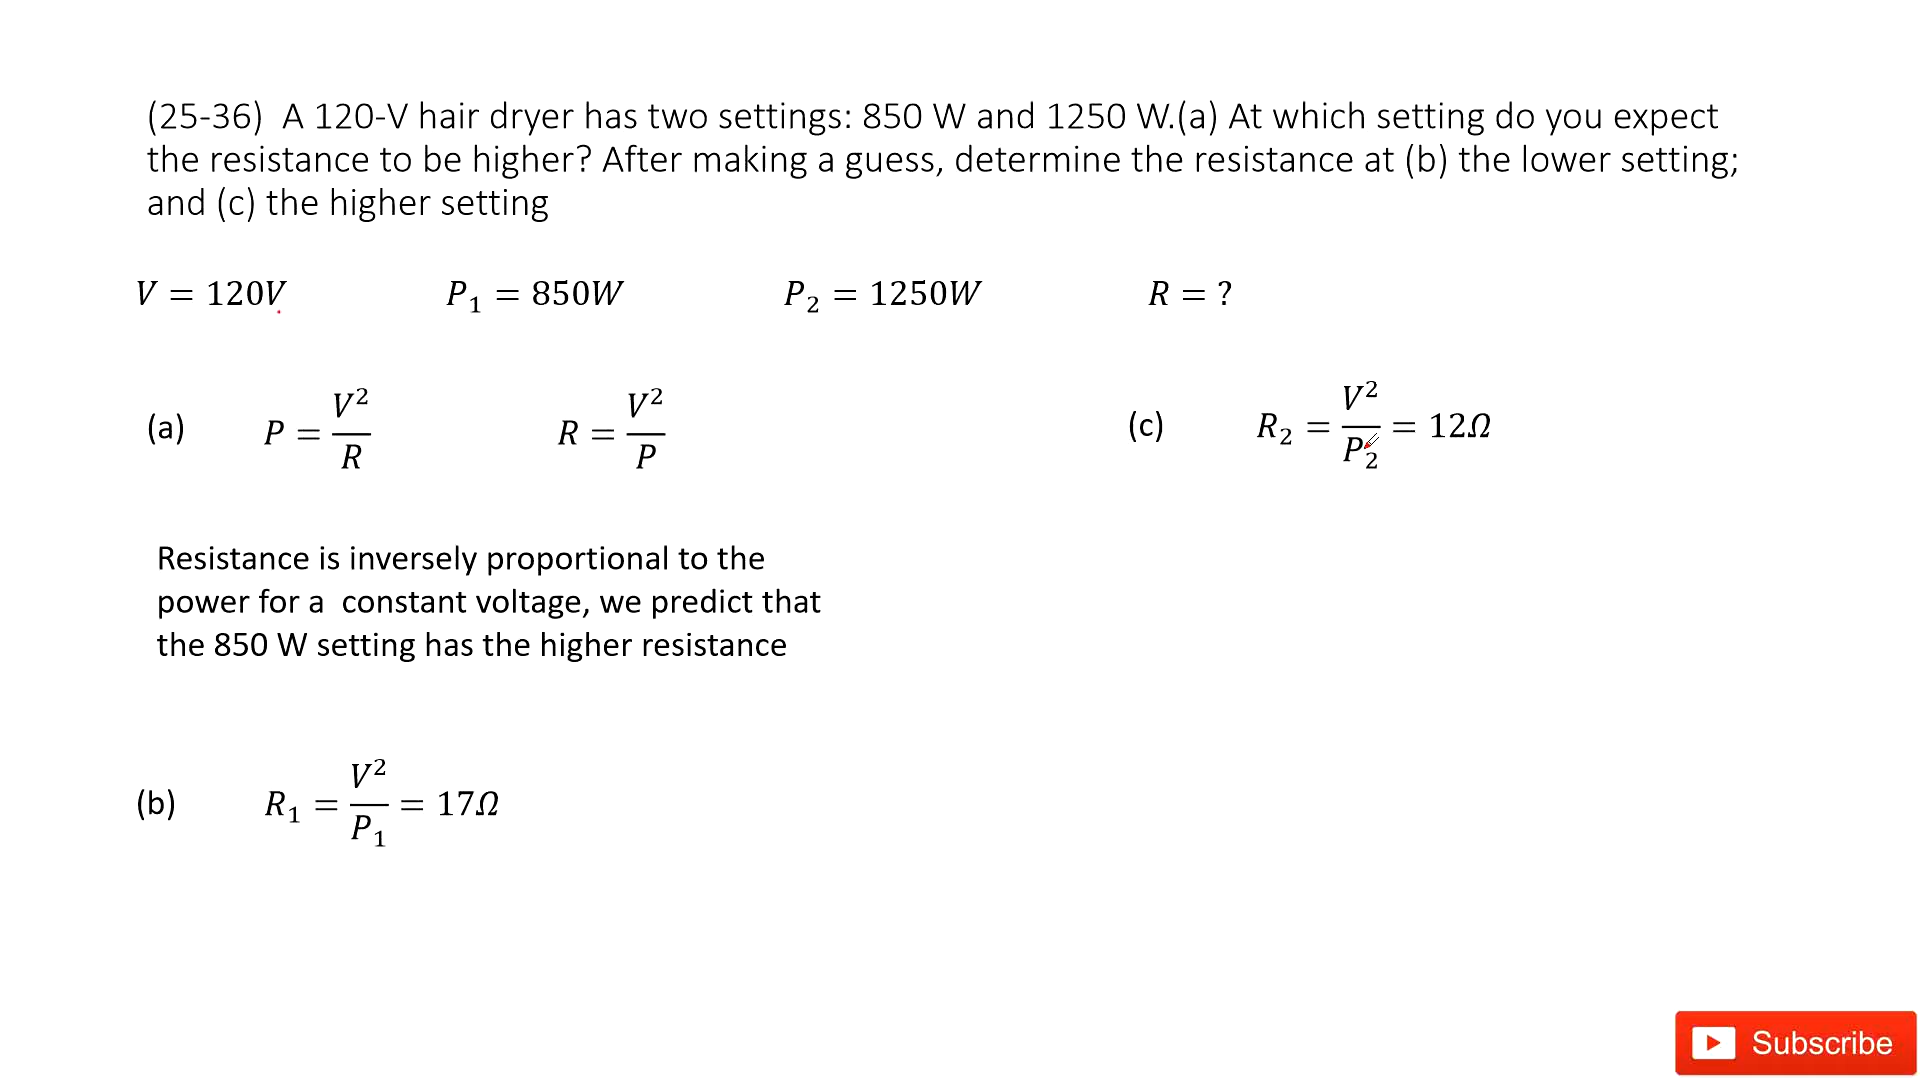 (25-36)  A 120-V hair dryer has two settings: 850 W and 1250 W.(a) At which setting do you expect
the resistance to be higher? After making a guess, determine the resistance at (b) the lower setting;
and (c) the higher setting
V = 120V    P₁ = 850W    P₂ = 1250W    R = ?
(a)    P = V²/R    R = V²/P    (c)    R₂ = V²/P₂ = 12Ω
Resistance is inversely proportional to the
power for a  constant voltage, we predict that
the 850 W setting has the higher resistance
(b)    R₁ = V²/P₁ = 17Ω
Subscribe